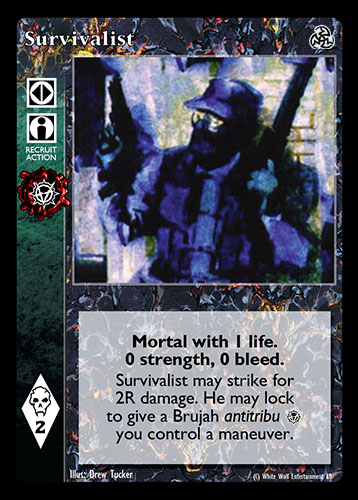 Survivalist
RECRUIT
ACTION
2
Mortal with 1 life.
0 strength, 0 bleed.
Survivalist may strike for
2R damage. He may lock
to give a Brujah antitribu
you control a maneuver.
Illus: Drew Tucker
(C) White Wolf Entertainment AB